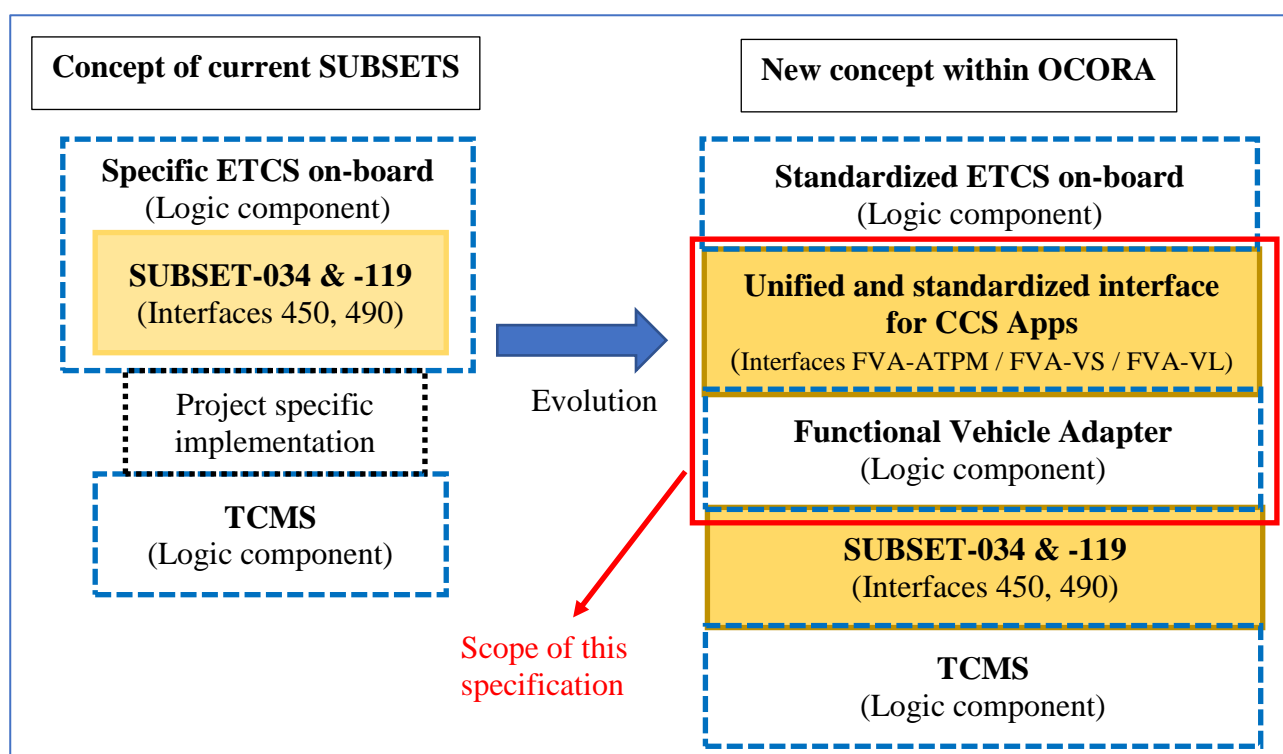 Concept of current SUBSETS
Specific ETCS on-board
(Logic component)
SUBSET-034 & -119
(Interfaces 450, 490)
Project specific
implementation
TCMS
(Logic component)
Evolution
New concept within OCORA
Standardized ETCS on-board
(Logic component)
Unified and standardized interface
for CCS Apps
(Interfaces FVA-ATPM / FVA-VS / FVA-VL)
Functional Vehicle Adapter
(Logic component)
SUBSET-034 & -119
(Interfaces 450, 490)
TCMS
(Logic component)
Scope of this
specification